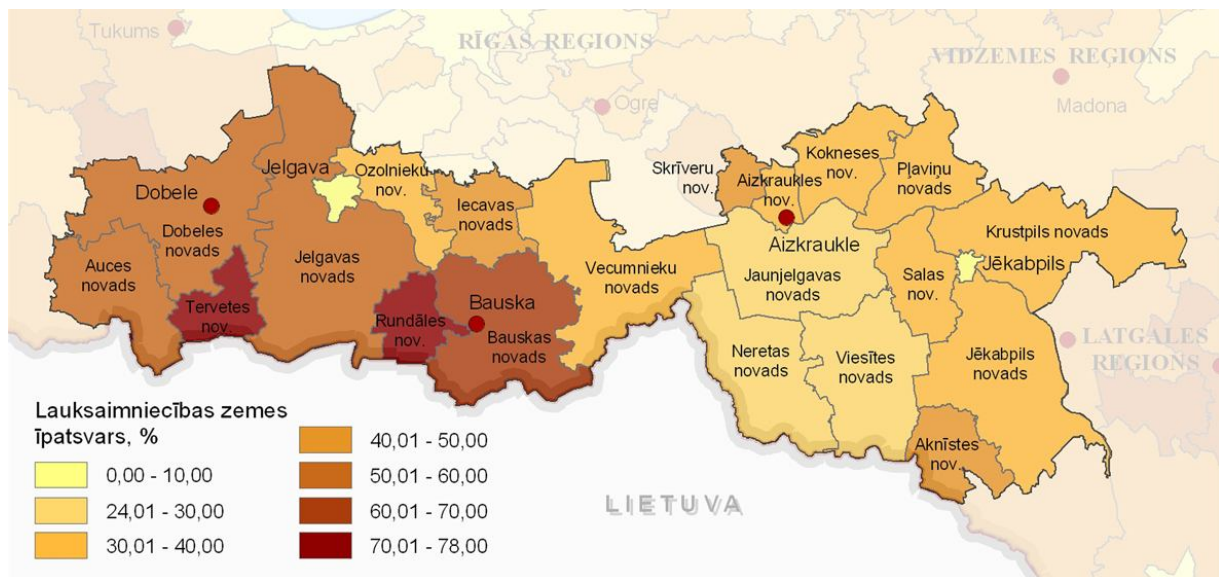 Tukums
RĪGAS REGIONS
VIDZEMES REĢIONS
Ogre
Madona
Jelgava
Ozolnieku
nov.
Dobele
Dobeles
novads
Auces
novads
Tērvetes
nov.
Jelgavas
novads
Iecavas
novads
Rundāles
nov.
Bauska
Bauskas
novads
Vecumnieku
novads
Skrīveru
nov.
Aizkraukles
nov.
Kokneses
nov.
Pļaviņu
novads
Aizkraukle
Jaunjelgavas
novads
Krustpils novads
Jēkabpils
Salas
nov.
Neretas
novads
Viesītes
novads
Jēkabpils
novads
Aknīstes
nov.
LATGALES
REGIONS
LIETUVA
Lauksaimniecības zemes
īpatsvars, %
0,00 - 10,00
24,01 - 30,00
30,01 - 40,00
40,01 - 50,00
50,01 - 60,00
60,01 - 70,00
70,01 - 78,00